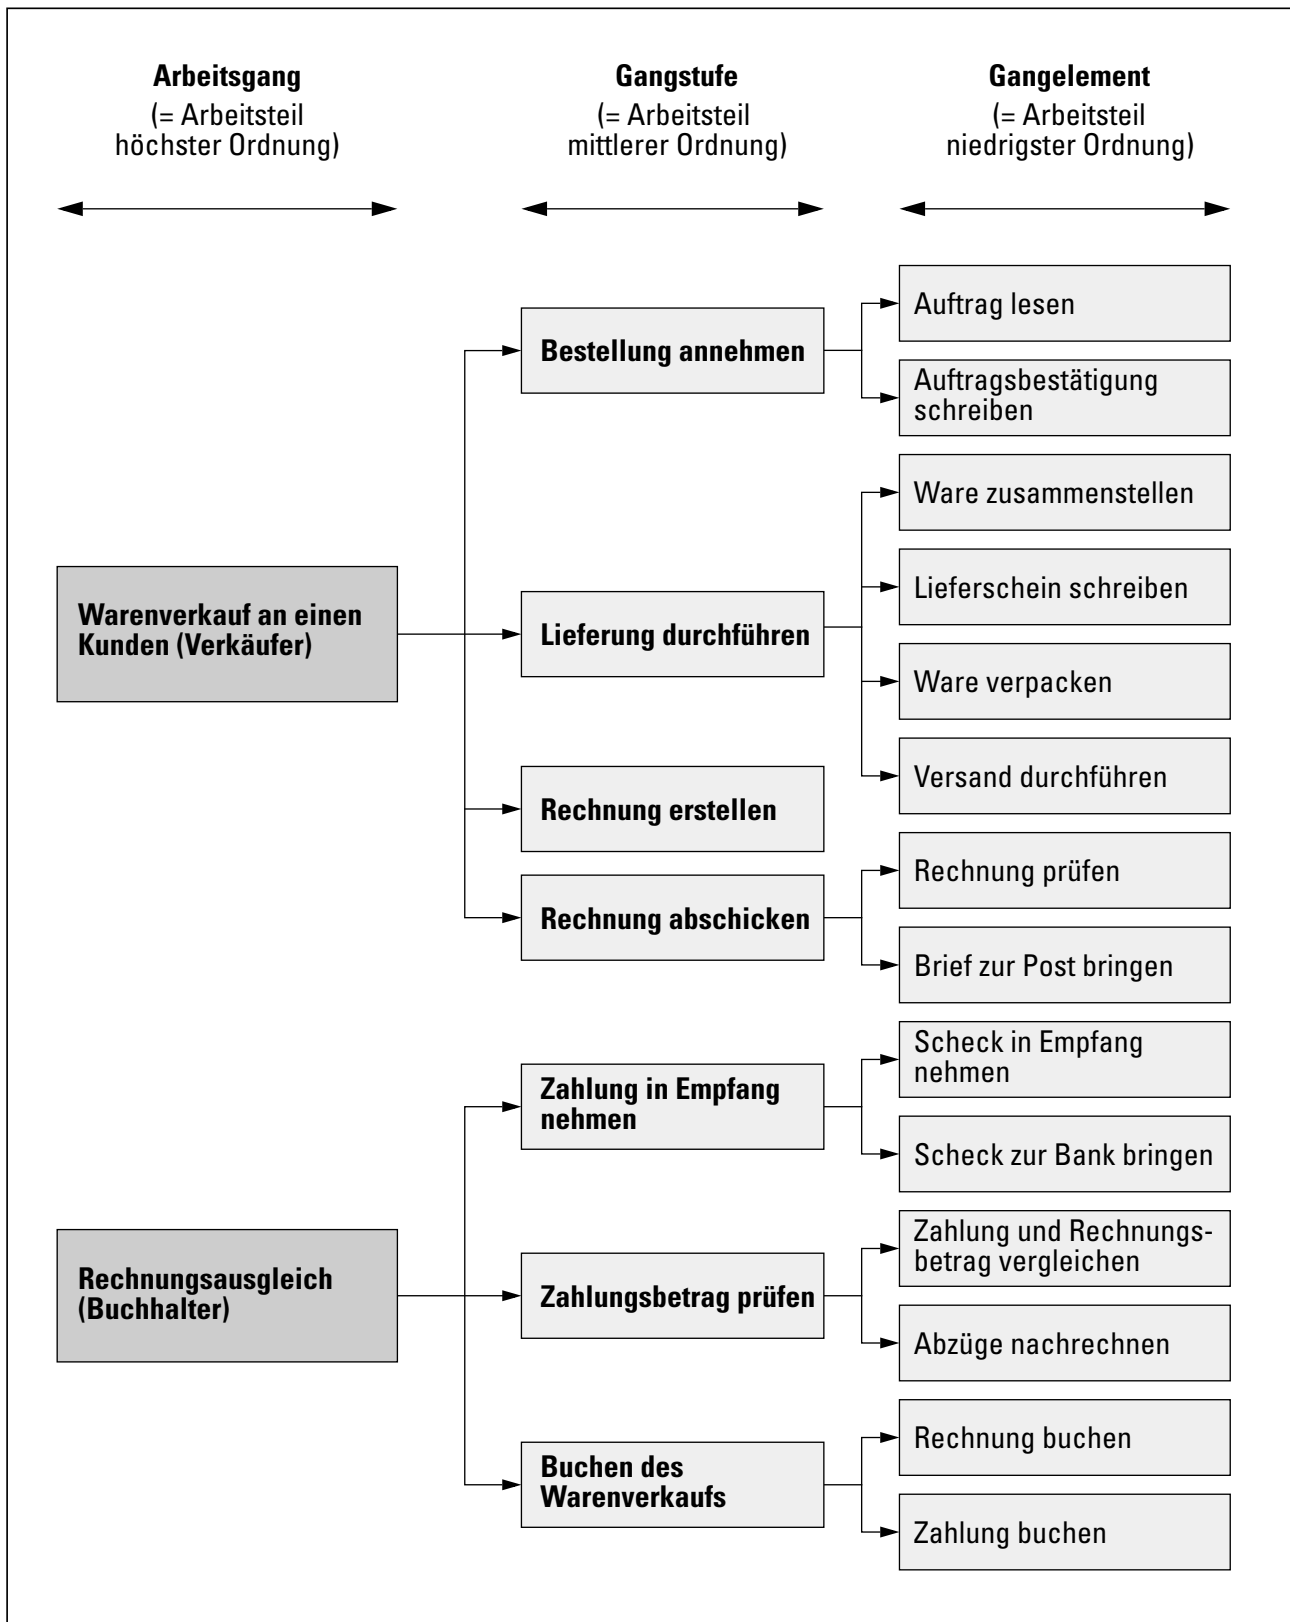 Arbeitsgang
(= Arbeitsteil
höchster Ordnung)
Gangstufe
(= Arbeitsteil
mittlerer Ordnung)
Gangelement
(= Arbeitsteil
niedrigster Ordnung)
Warenverkauf an einen
Kunden (Verkäufer)
Bestellung annehmen
Auftrag lesen
Auftragsbestätigung
schreiben
Lieferung durchführen
Ware zusammenstellen
Lieferschein schreiben
Ware verpacken
Versand durchführen
Rechnung erstellen
Rechnung abschicken
Rechnung prüfen
Brief zur Post bringen
Rechnungsausgleich
(Buchhalter)
Zahlung in Empfang
nehmen
Scheck in Empfang
nehmen
Scheck zur Bank bringen
Zahlungsbetrag prüfen
Zahlung und Rechnungs-
betrag vergleichen
Abzüge nachrechnen
Buchen des
Warenverkaufs
Rechnung buchen
Zahlung buchen